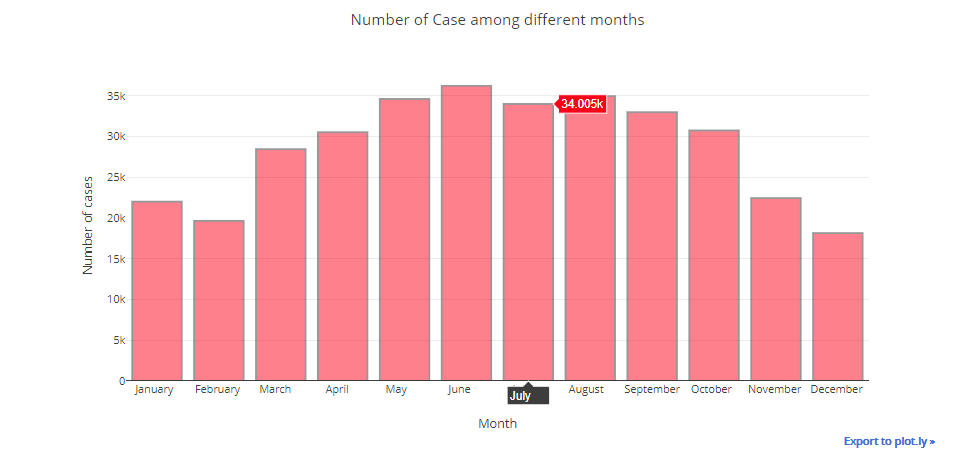 Number of Case among different months
Number of cases
35k
30k
25k
20k
15k
10k
5k
0
34.005k
January February March April May June July August September October November December
Month
Export to plot.ly »